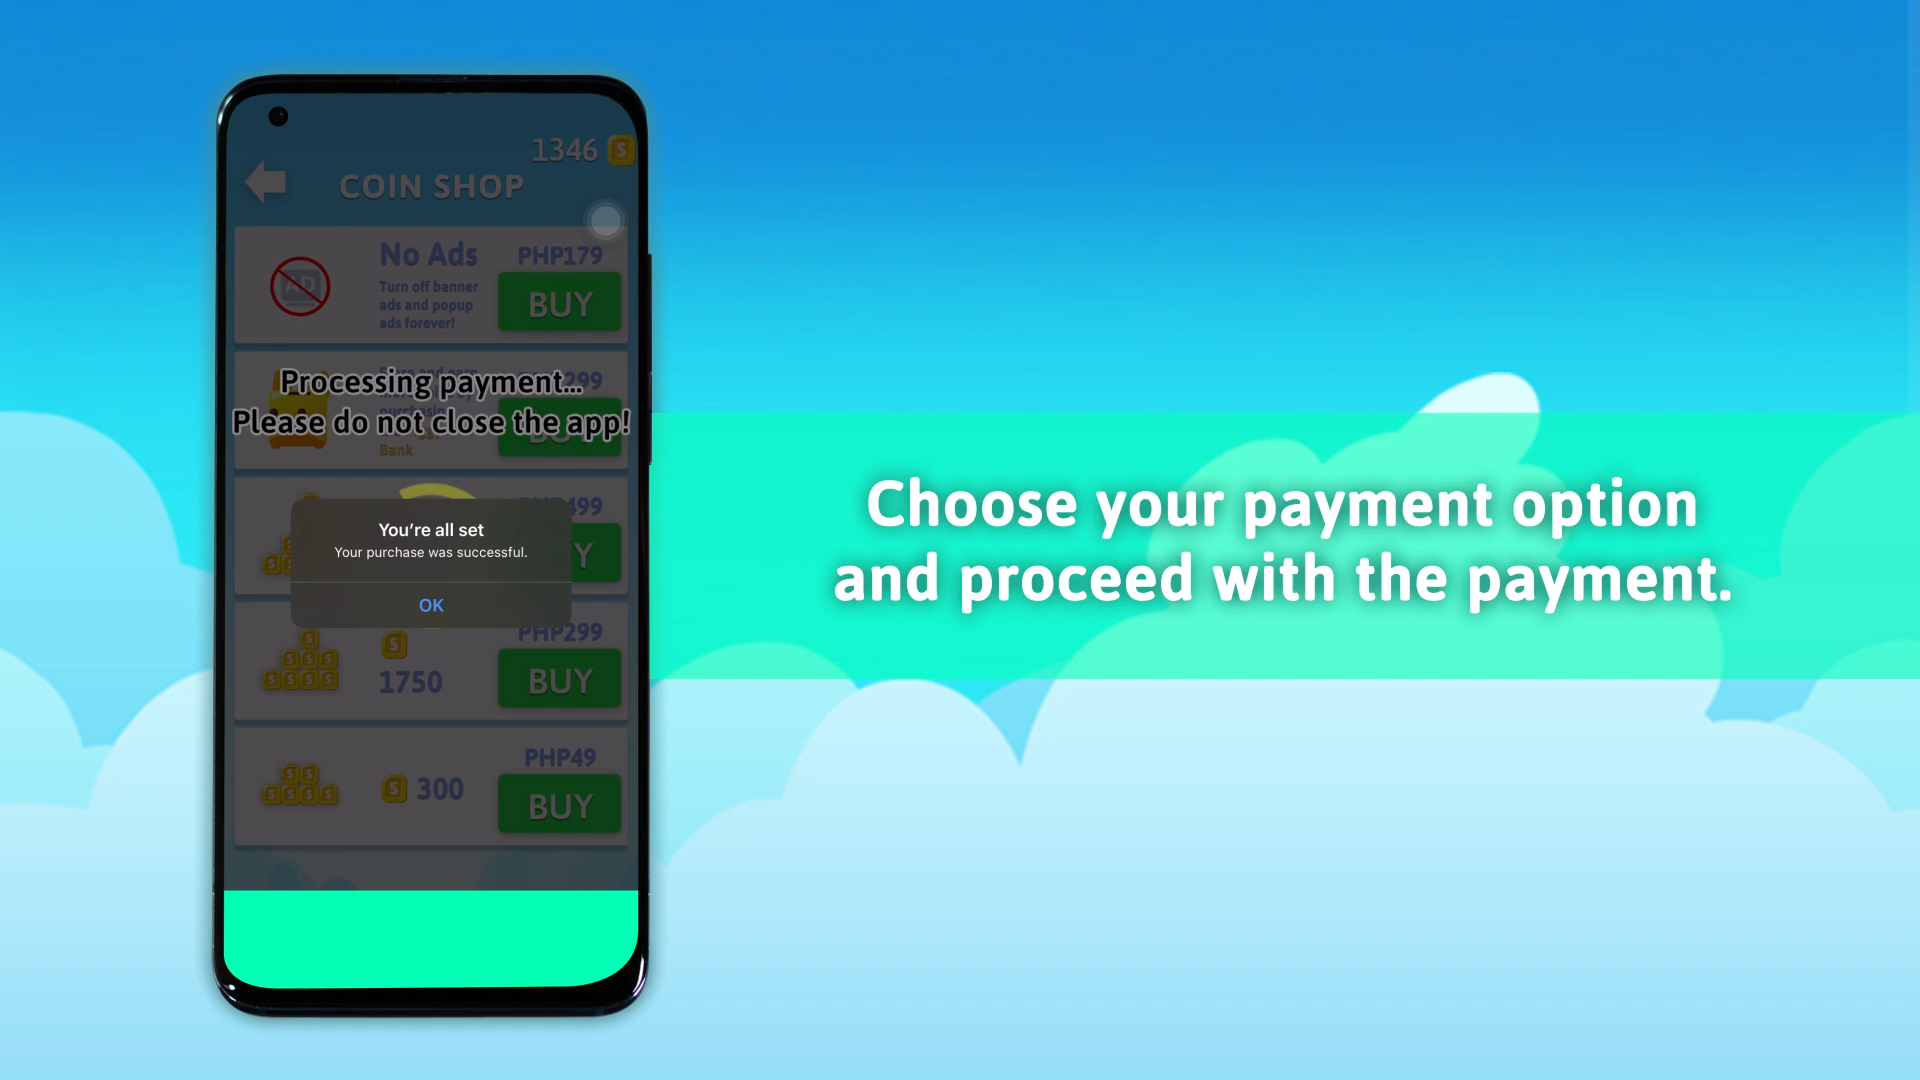 1346
COIN SHOP
No Ads
PHP179
Turn off banner
ads and popup
ads forever!
BUY
AD
Processing payment...
Please do not close the app!
Bank
You're all set
Your purchase was successful.
OK
PHP299
1750
BUY
PHP49
300
BUY
Choose your payment option
and proceed with the payment.